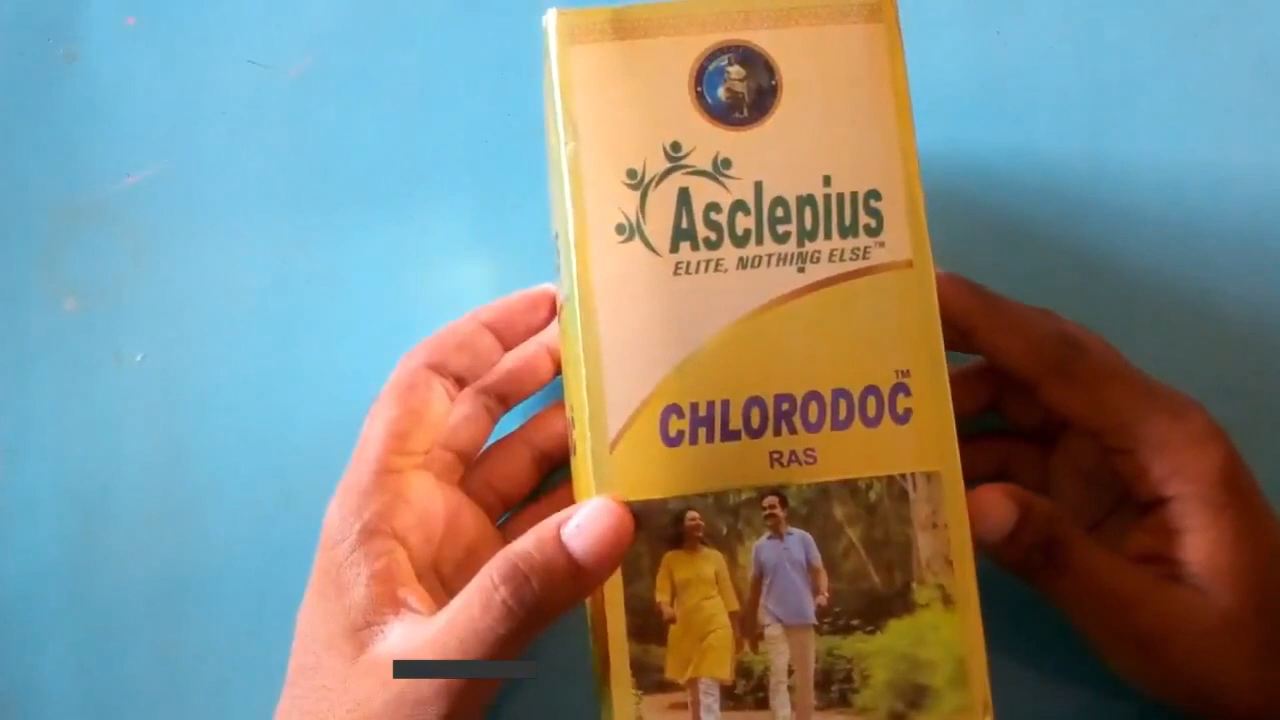 Asclepius
ELITE, NOTHING ELSE™
CHLORODOC™
RAS